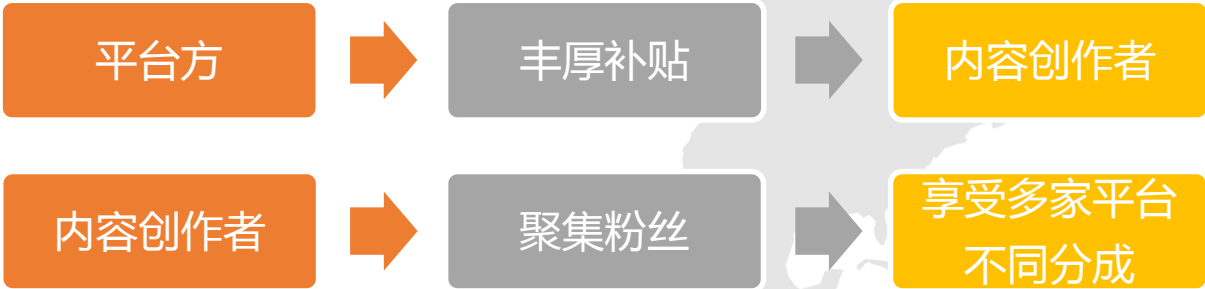 平台方
丰厚补贴
内容创作者
内容创作者
聚集粉丝
享受多家平台
不同分成